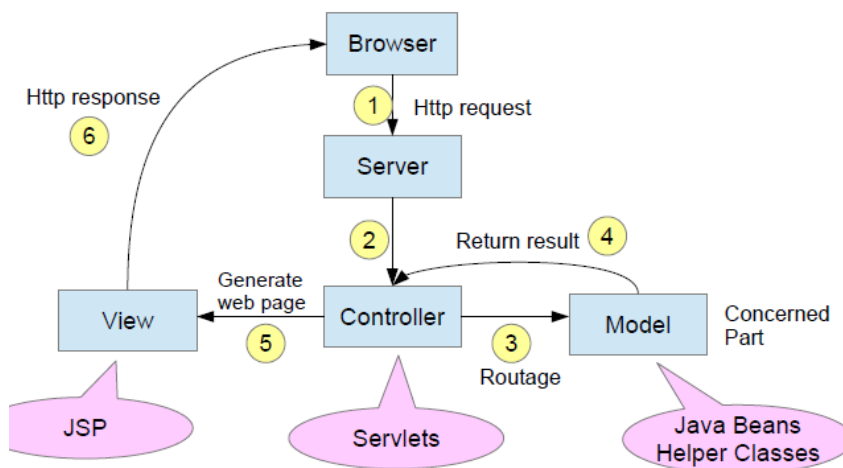 Browser
Http response
1
Http request
6
Server
2
Return result
4
Generate
web page
View
Controller
Model
Concerned
Part
5
3
Routage
JSP
Servlets
Java Beans
Helper Classes